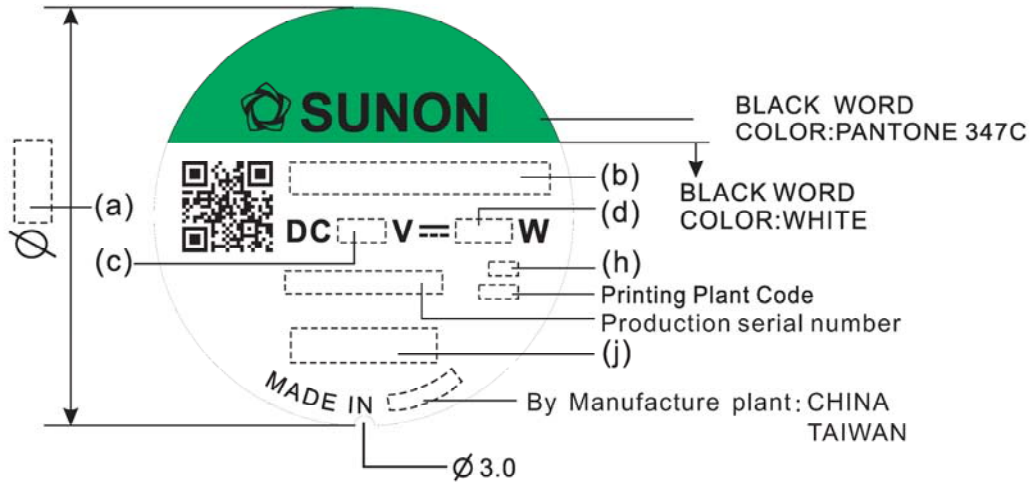 SUNON
BLACK WORD
COLOR:PANTONE 347C
(b)
BLACK WORD
COLOR:WHITE
(a)
(d)
DC V W
(c)
(h)
Printing Plant Code
Production serial number
(j)
MADE IN
By Manufacture plant: CHINA
TAIWAN
Ø
Ø 3.0